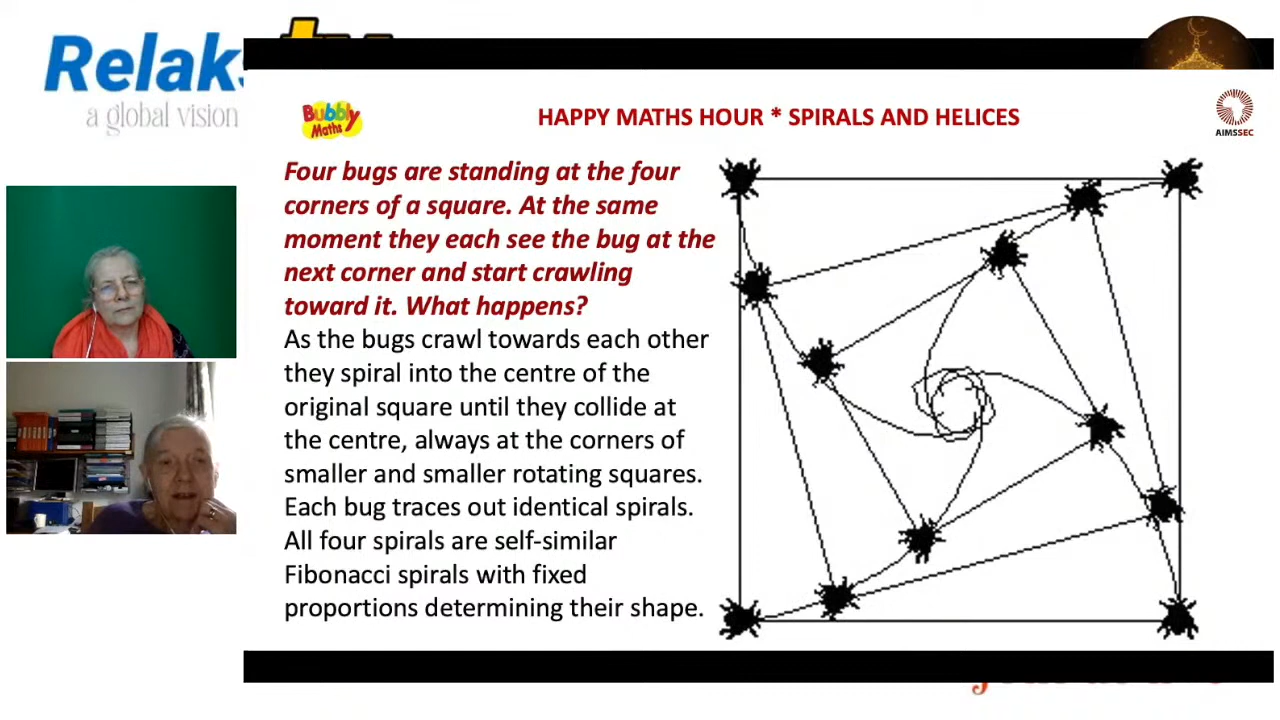 Relaks
a global vision
Bubbly
Maths
HAPPY MATHS HOUR * SPIRALS AND HELICES
AIMSSEC
Four bugs are standing at the four
corners of a square. At the same
moment they each see the bug at the
next corner and start crawling
toward it. What happens?
As the bugs crawl towards each other
they spiral into the centre of the
original square until they collide at
the centre, always at the corners of
smaller and smaller rotating squares.
Each bug traces out identical spirals.
All four spirals are self-similar
Fibonacci spirals with fixed
proportions determining their shape.